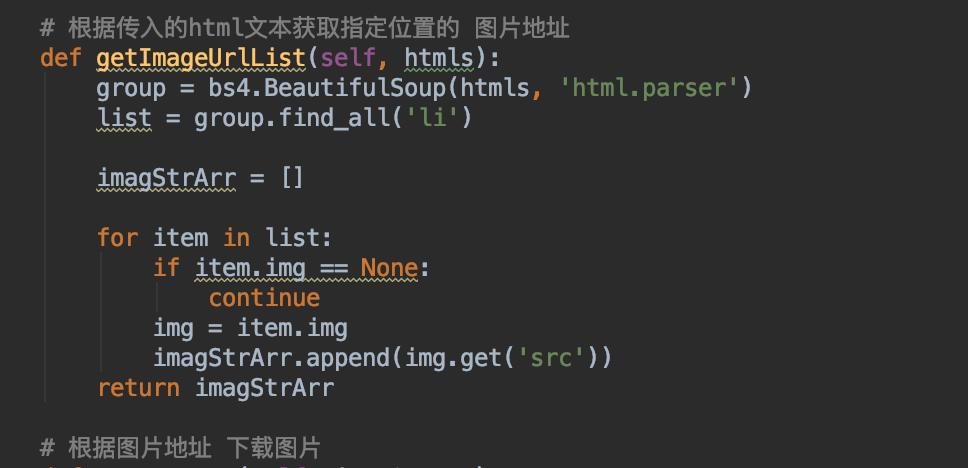 # 根据传入的html文本获取指定位置的 图片地址
def getImageUrlList(self, htmls):
    group = bs4.BeautifulSoup(htmls, 'html.parser')
    list = group.find_all('li')

    imagStrArr = []

    for item in list:
        if item.img == None:
            continue
        img = item.img
        imagStrArr.append(img.get('src'))
    return imagStrArr

# 根据图片地址 下载图片